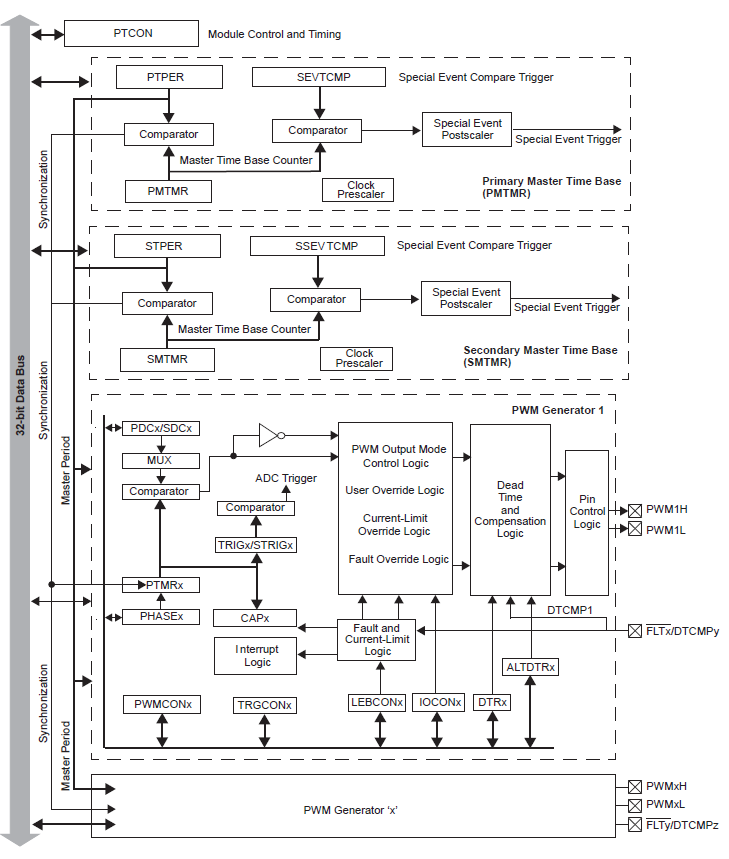 PTCON
Module Control and Timing
PTPER
SEVTCMP
Special Event Compare Trigger
Comparator
Comparator
Special Event
Postscaler
Special Event Trigger
Master Time Base Counter
PMTMR
Clock
Prescaler
Primary Master Time Base
(PMTMR)
Synchronization
STPER
SSEVTCMP
Special Event Compare Trigger
Comparator
Comparator
Special Event
Postscaler
Special Event Trigger
Master Time Base Counter
SMTMR
Clock
Prescaler
Secondary Master Time Base
(SMTMR)
32-bit Data Bus
Synchronization
Master Period
PWM Generator 1
PDCx/SDCx
MUX
Comparator
ADC Trigger
Comparator
TRIGx/STRIGx
PWM Output Mode
Control Logic
User Override Logic
Current-Limit
Override Logic
Fault Override Logic
Dead
Time
and
Compensation
Logic
Pin
Control
Logic
PWM1H
PWM1L
PTMRx
PHASEx
CAPx
Interrupt
Logic
Fault and
Current-Limit
Logic
DTCMP1
FLTx/DTCMPy
ALTDTRx
PWMCONx
TRGCONx
LEBCONx
IOCONx
DTRx
Synchronization
Master Period
PWM Generator ‘x’
PWMxH
PWMxL
FLTy/DTCMPz